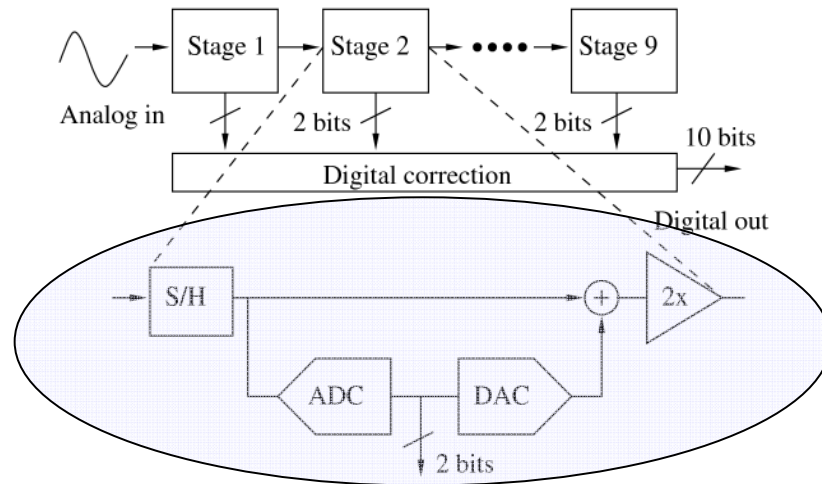 Stage 1
Stage 2
Stage 9
Analog in
2 bits
2 bits
10 bits
Digital correction
Digital out
S/H
+
2x
ADC
DAC
2 bits